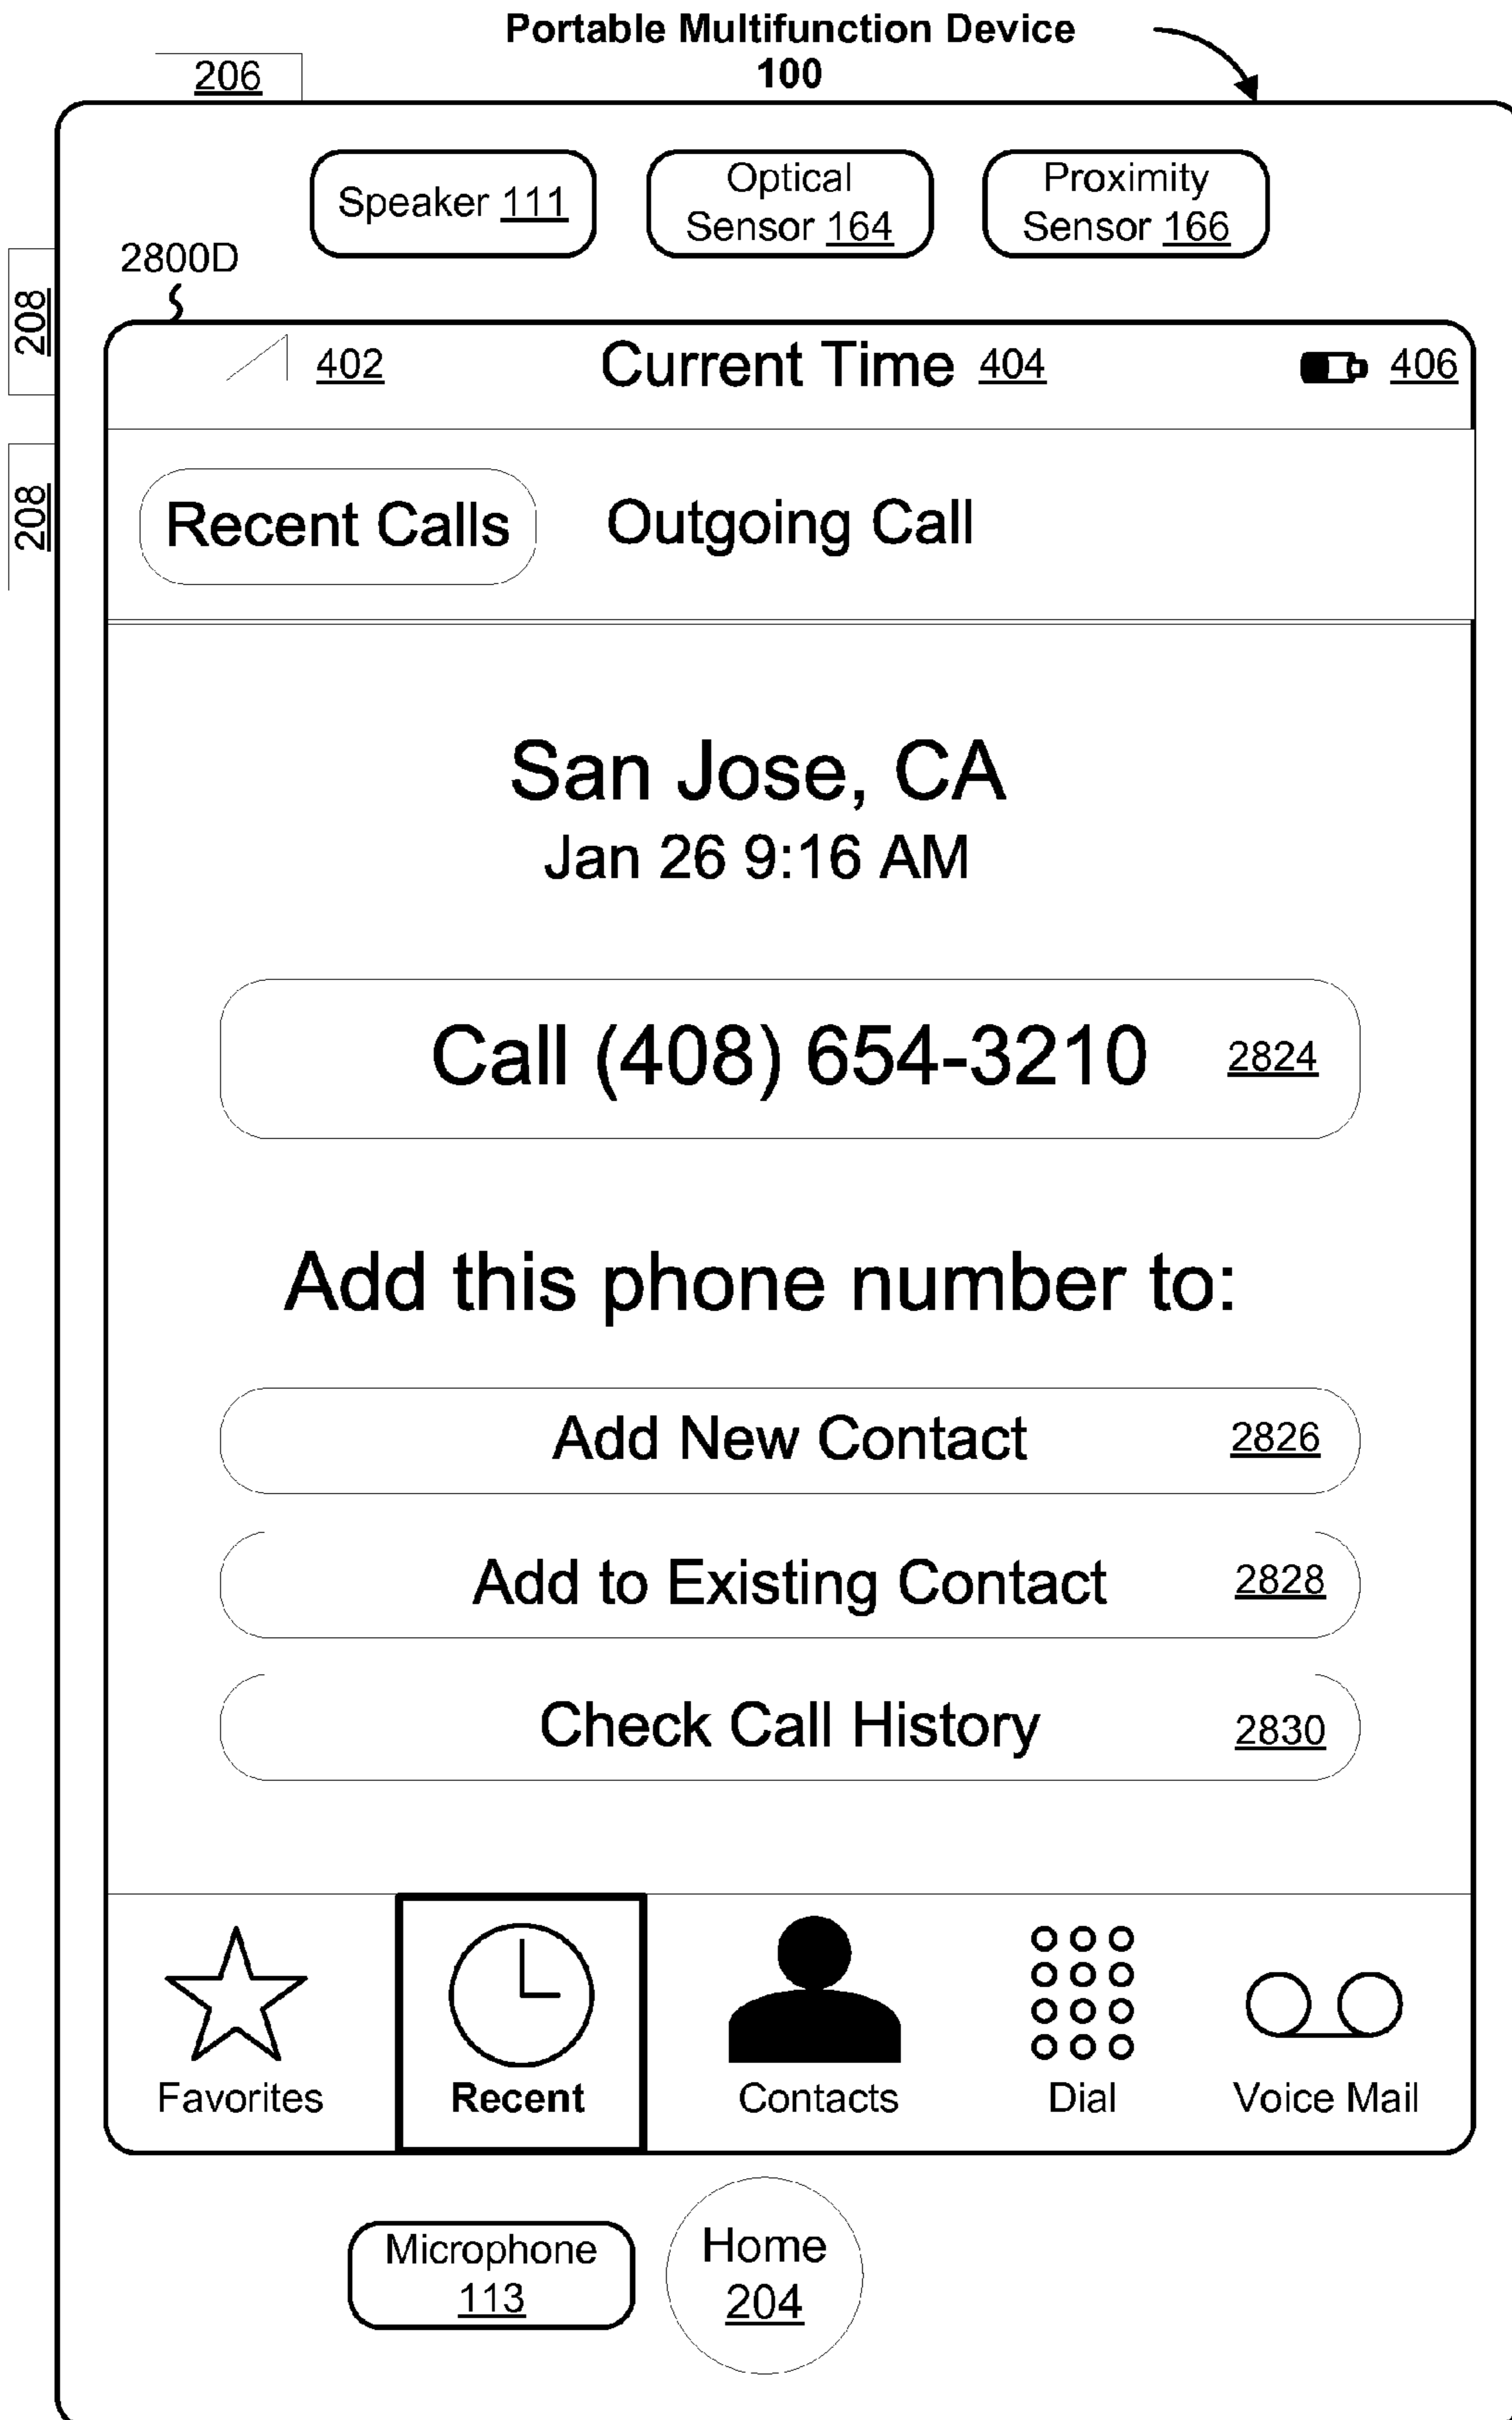 Portable Multifunction Device
100
206
Speaker 111
Optical
Sensor 164
Proximity
Sensor 166
2800D
208
402
Current Time 404
406
208
Recent Calls
Outgoing Call
San Jose, CA
Jan 26 9:16 AM
Call (408) 654-3210
2824
Add this phone number to:
Add New Contact
2826
Add to Existing Contact
2828
Check Call History
2830
Favorites
Recent
Contacts
Dial
Voice Mail
Microphone
113
Home
204